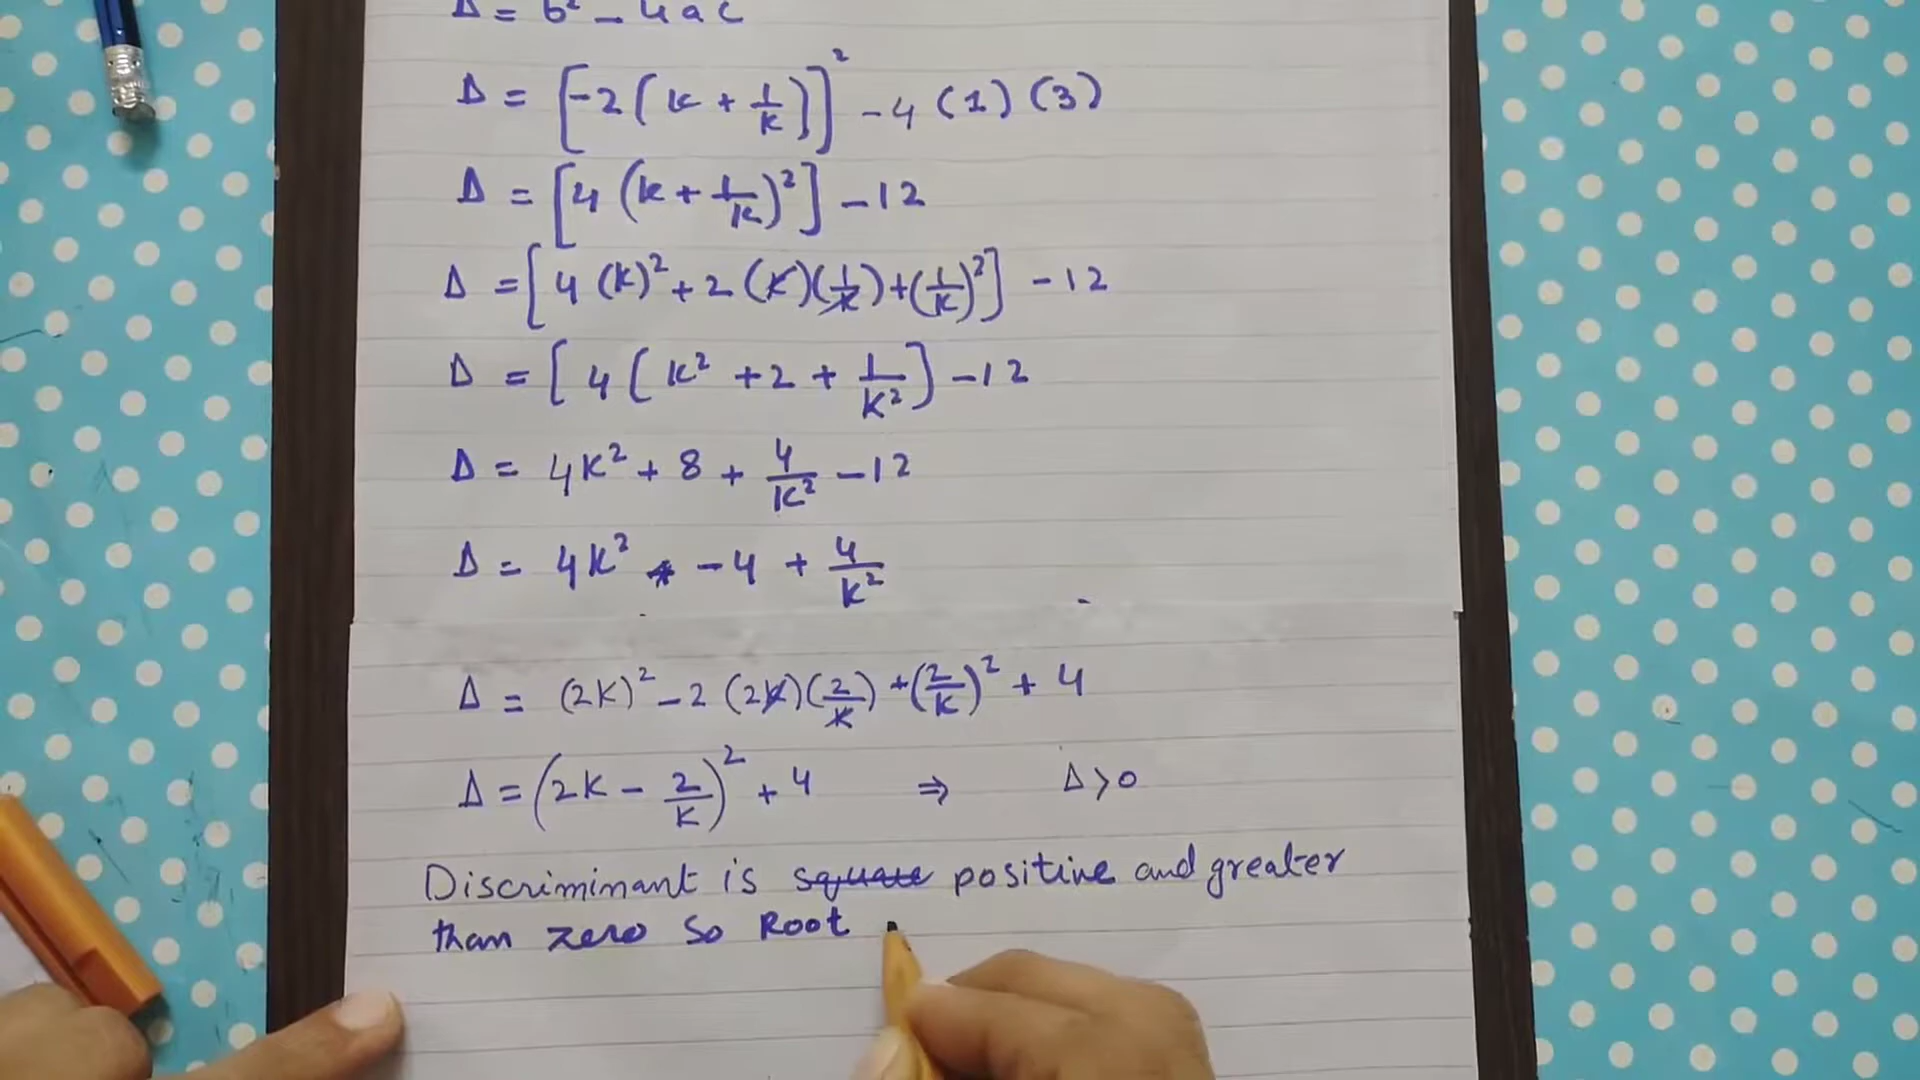 Δ = b² - 4ac
Δ = [-2(k + 1/k)]² - 4(1)(3)
Δ = [4(k + 1/k)²] - 12
Δ = [4(k)² + 2(k)(1/k) + (1/k)²] - 12
Δ = [4(k² + 2 + 1/k²] - 12
Δ = 4k² + 8 + 4/k² - 12
Δ = 4k² - 4 + 4/k²
Δ = (2k)² - 2(2k)(2/k) + (2/k)² + 4
Δ = (2k - 2/k)² + 4 ⇒ Δ > 0
Discriminant is square positive and greater
than zero so Root